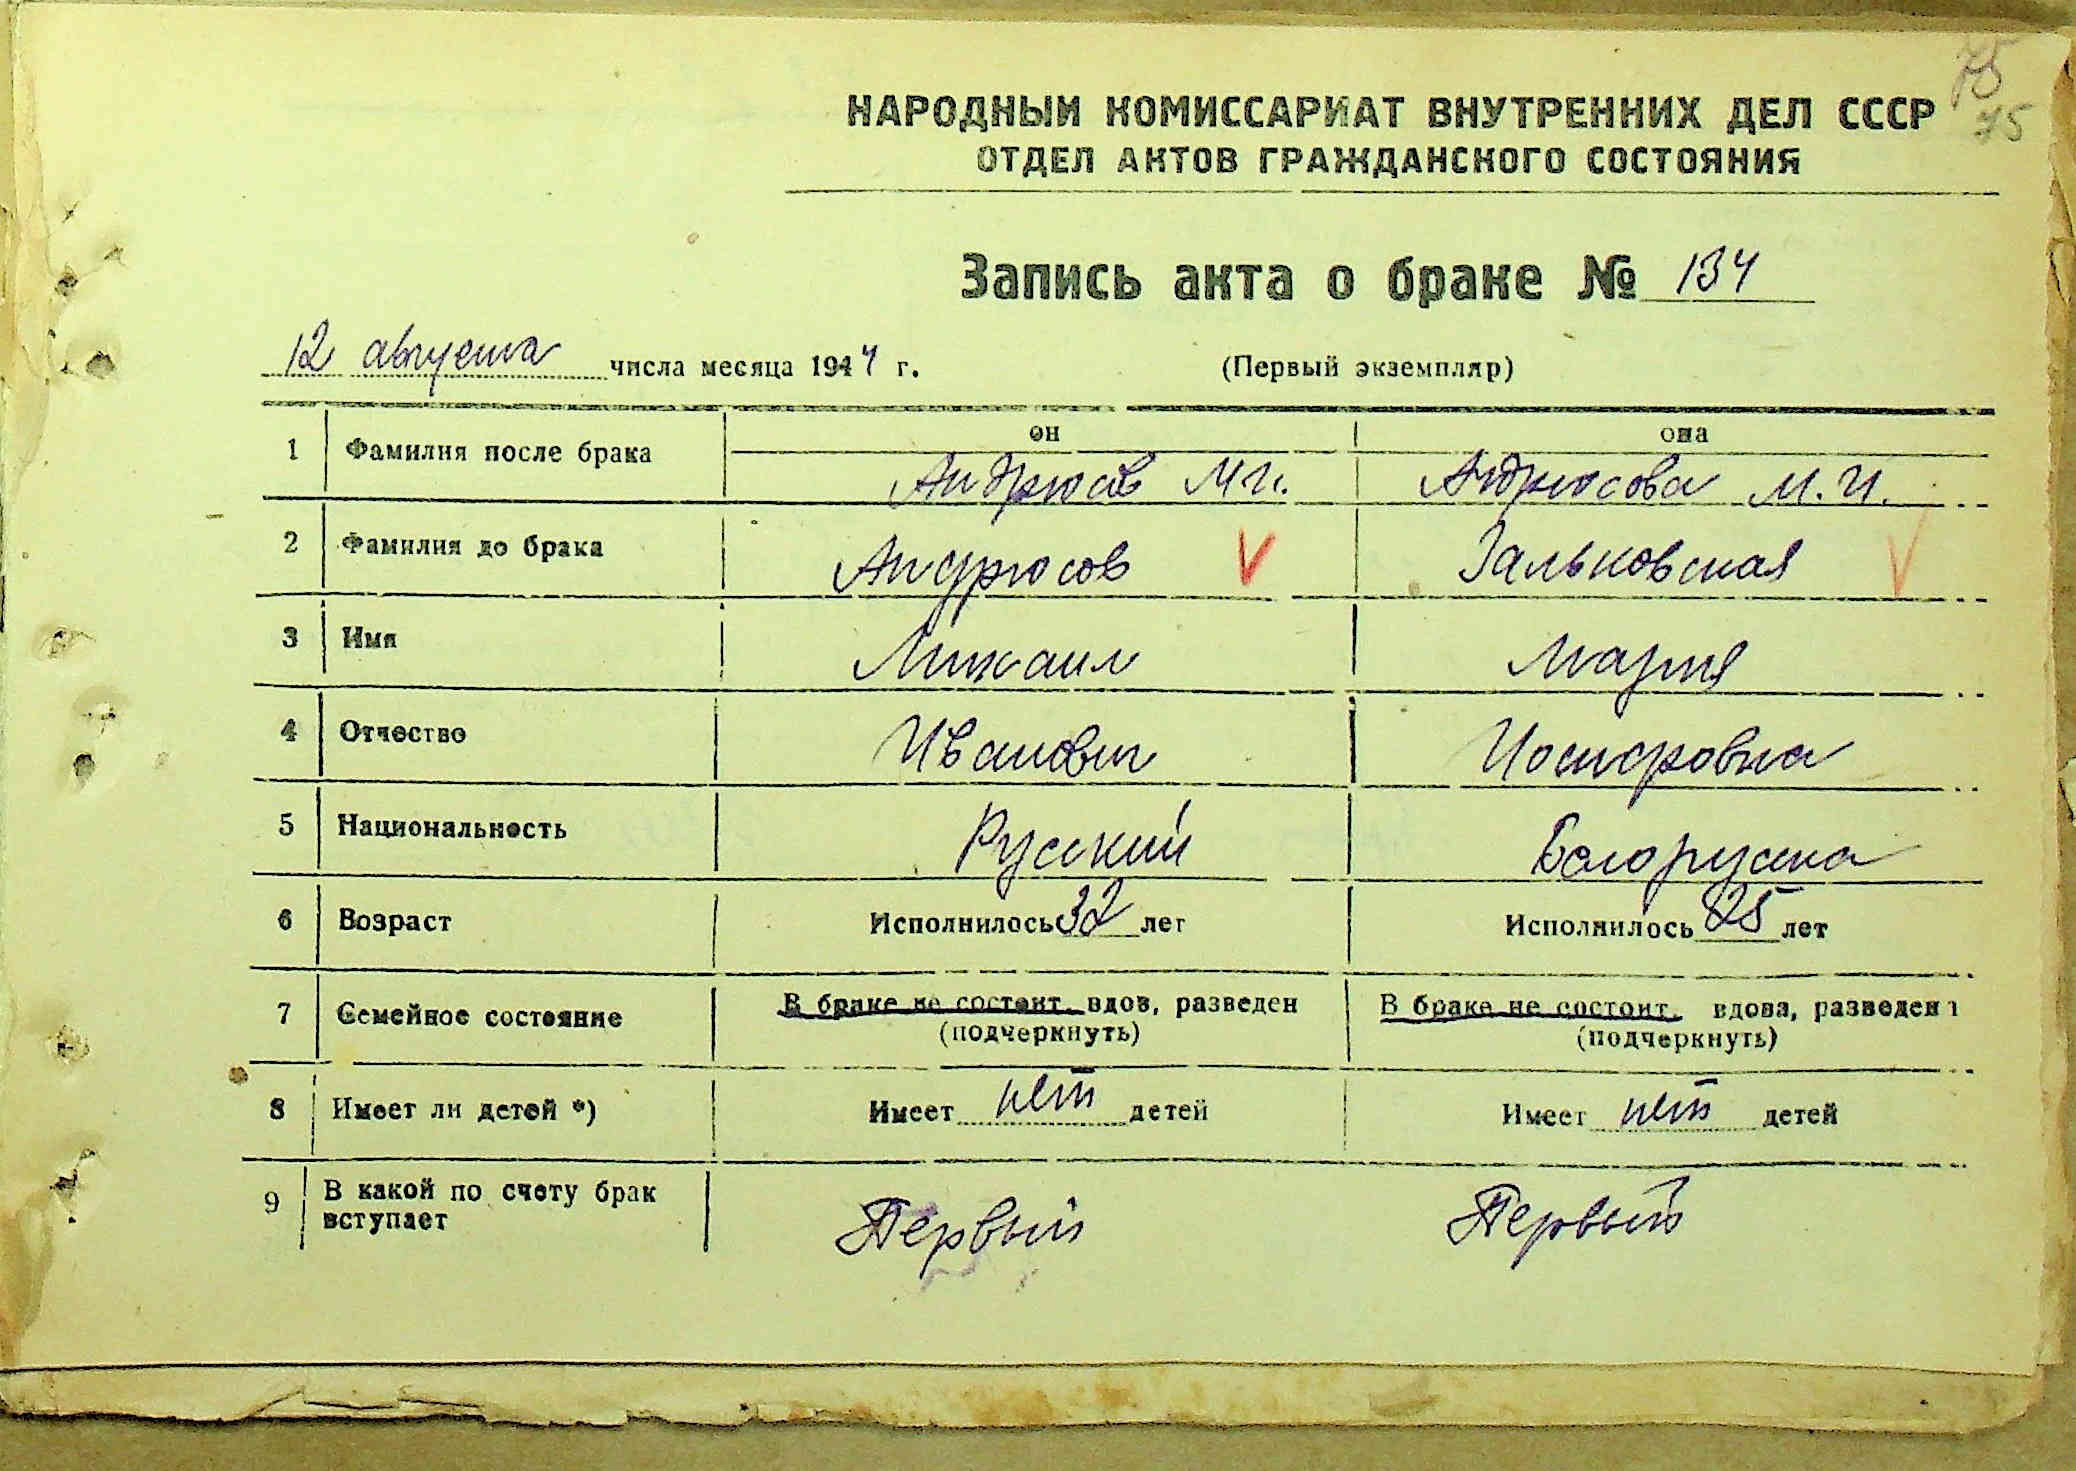 75
75
НАРОДНЫЙ КОМИССАРИАТ ВНУТРЕННИХ ДЕЛ СССР
ОТДЕЛ АКТОВ ГРАЖДАНСКОГО СОСТОЯНИЯ
Запись акта о браке № 134
12 августа числа месяца 1944 г. (Первый экземпляр)
он она
1 Фамилия после брака Андрюсов М.И. Андрюсова М.И.
2 Фамилия до брака Андрюсов Зальковская
3 Имя Михаил Мария
4 Отчество Иванович Иосифовна
5 Национальность Русский Белоруска
6 Возраст Исполнилось 32 лет Исполнилось 25 лет
7 Семейное состояние В браке не состоит, вдов, разведен В браке не состоит, вдова, разведена
(подчеркнуть) (подчеркнуть)
8 Имеет ли детей *) Имеет нет детей Имеет нет детей
9 В какой по счету брак вступает Первый Первый